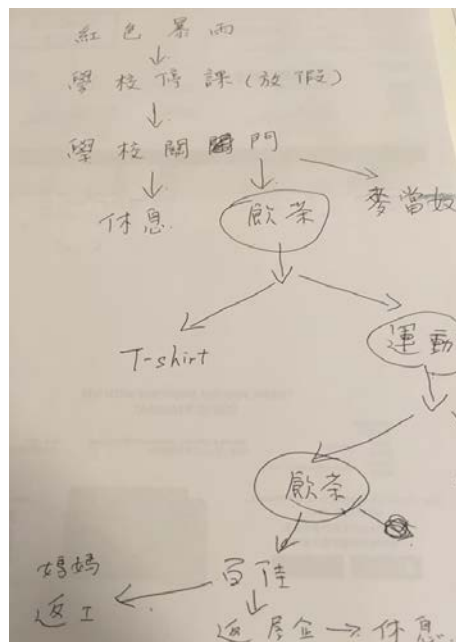 紅色暴雨
學校停課(放假)
學校關門
休息 飲茶 麥當奴
T-shirt 運動
飲茶
媽媽 百佳
返工
返屋企 → 休息